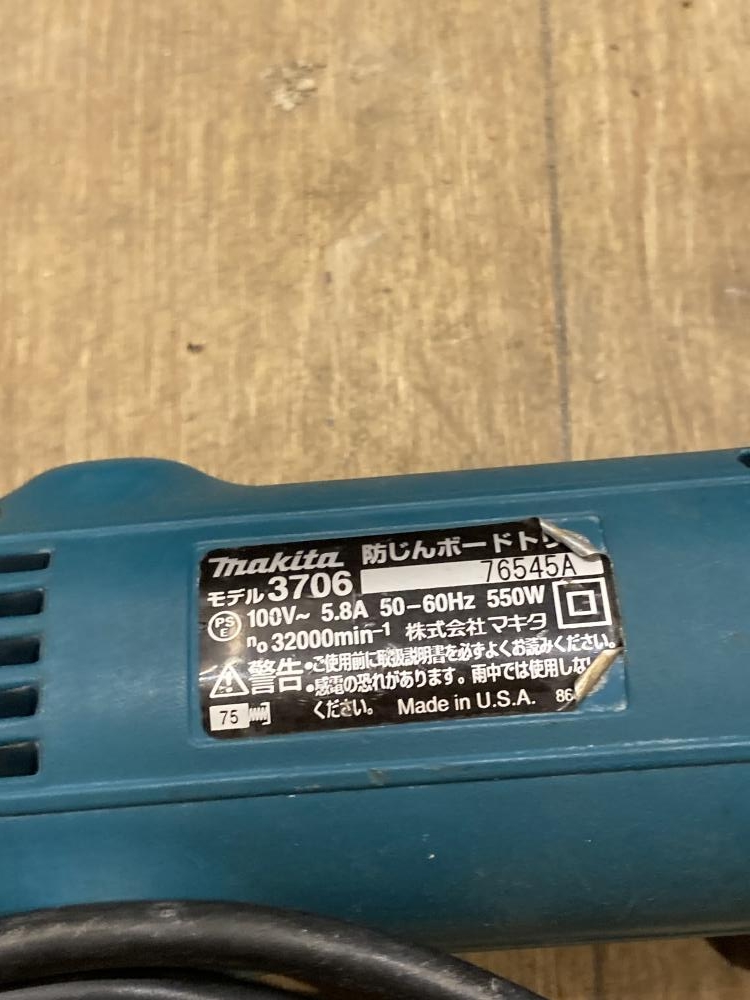 makita 防じんボードトリ
モデル 3706 76545A
PS E 100V~ 5.8A 50-60Hz 550W
n₀ 32000min⁻¹ 株式会社マキタ
警告 •ご使用前に取扱説明書を必ずよくお読みください。
•感電の恐れがあります。雨中では使用しない
ください。 Made in U.S.A. 86
75